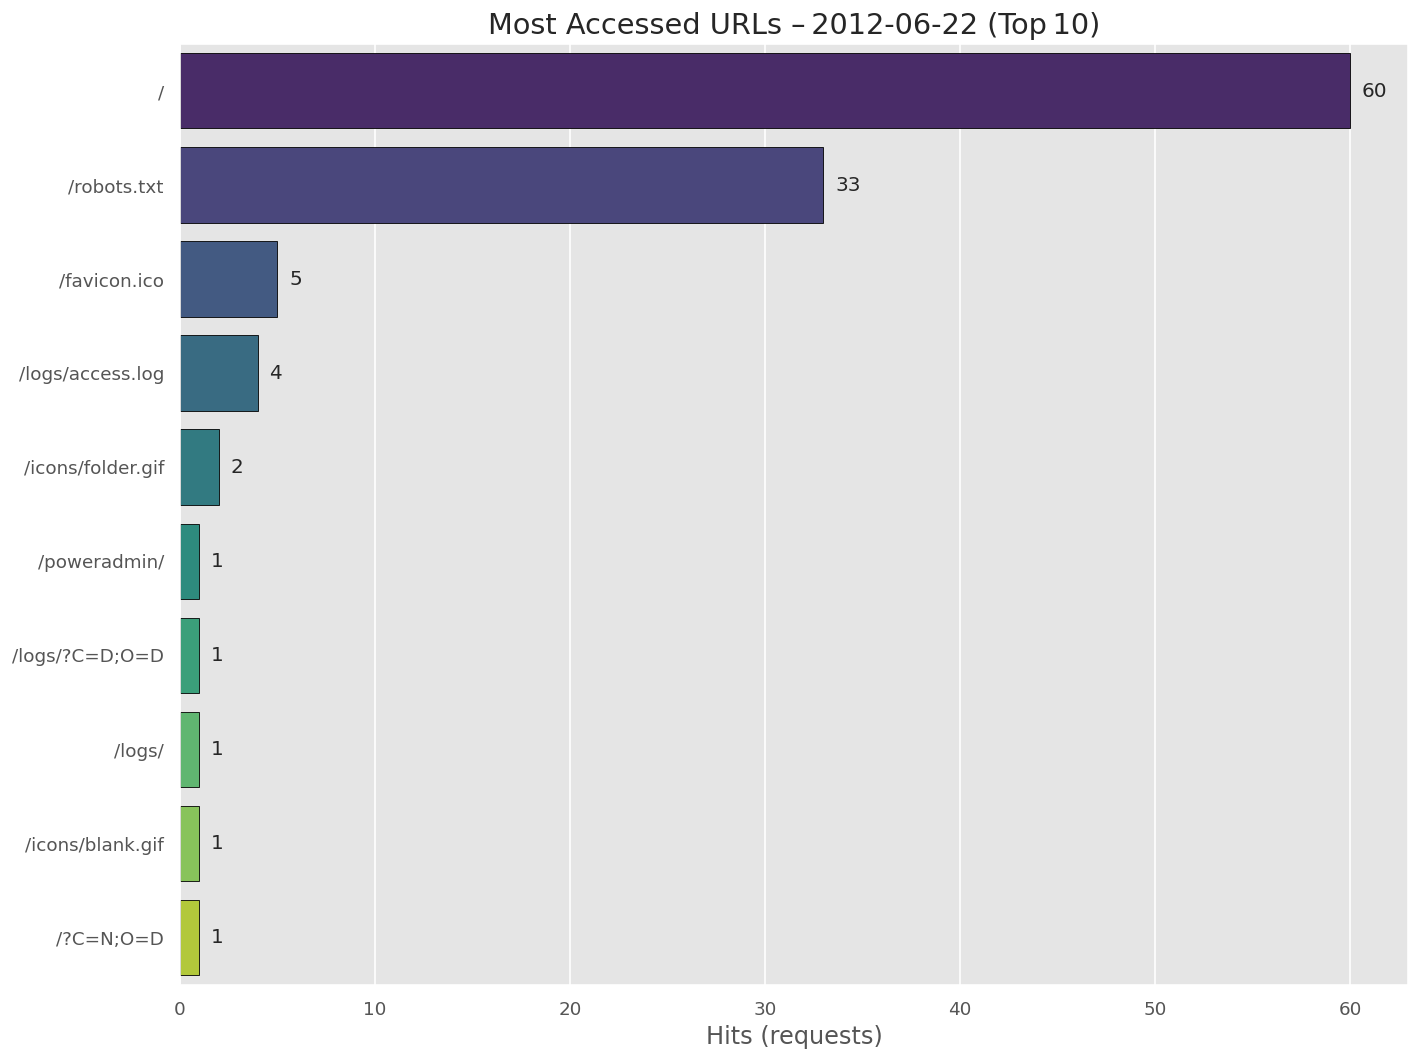 Most Accessed URLs – 2012-06-22 (Top 10)
/
60
/robots.txt
33
/favicon.ico
5
/logs/access.log
4
/icons/folder.gif
2
/poweradmin/
1
/logs/?C=D;O=D
1
/logs/
1
/icons/blank.gif
1
/?C=N;O=D
1
0 10 20 30 40 50 60
Hits (requests)